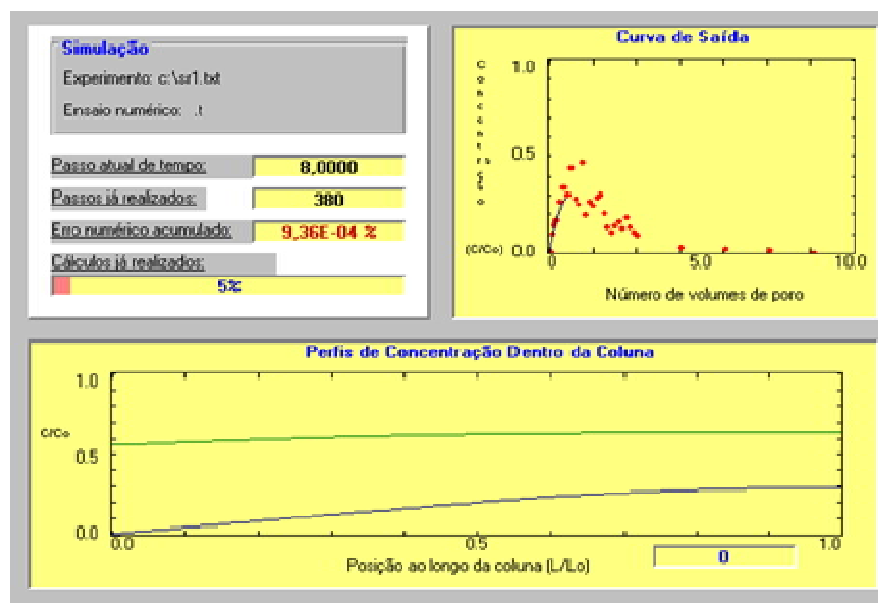 Simulação
Experimento: c:\sr1.txt
Ensaio numérico: .t
Passo atual de tempo: 8,0000
Passos já realizados: 380
Erro numérico acumulado: 9,36E-04 %
Cálculos já realizados:
5%
Curva de Saída
Concentração
(C/Co)
1.0
0.5
0.0
0 5.0 10.0
Número de volumes de poro
Perfis de Concentração Dentro da Coluna
C/Co
1.0
0.5
0.0
0.0 0.5 1.0
Posição ao longo da coluna (L/Lo)
0